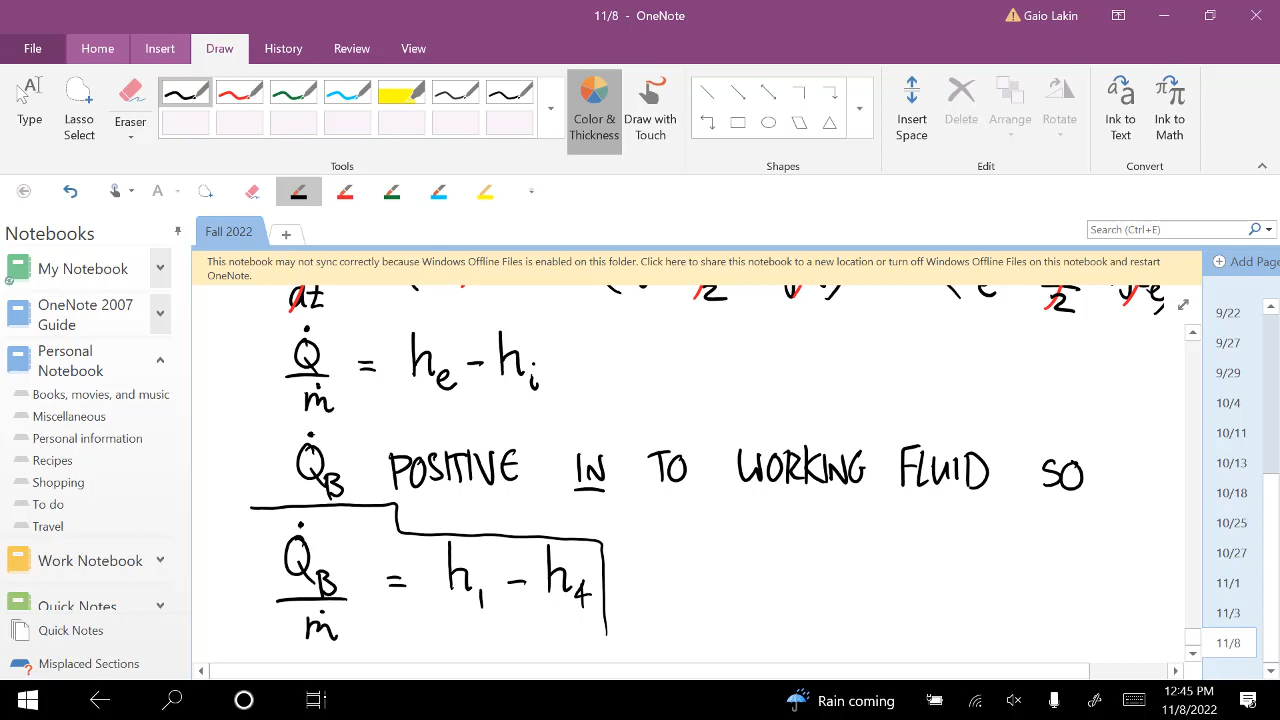 11/8 - OneNote
Gaio Lakin
File Home Insert Draw History Review View
Type
Lasso Select
Eraser
Color & Thickness
Draw with Touch
Insert Space
Delete
Arrange
Rotate
Ink to Text
Ink to Math
Tools
Shapes
Edit
Convert
Notebooks
Fall 2022
Search (Ctrl+E)
This notebook may not sync correctly because Windows Offline Files is enabled on this folder. Click here to share this notebook to a new location or turn off Windows Offline Files on this notebook and restart
OneNote.
Add Page
My Notebook
OneNote 2007
Guide
Personal
Notebook
Books, movies, and music
Miscellaneous
Personal information
Recipes
Shopping
To do
Travel
Work Notebook
Quick Notes
Quick Notes
Misplaced Sections
dt
2
2
Q̇/ṁ = hₑ - hᵢ
Q̇_B POSITIVE IN TO WORKING FLUID SO
Q̇_B/ṁ = h₁ - h₄
9/22
9/27
9/29
10/4
10/11
10/13
10/18
10/25
10/27
11/1
11/3
11/8
Rain coming
12:45 PM
11/8/2022